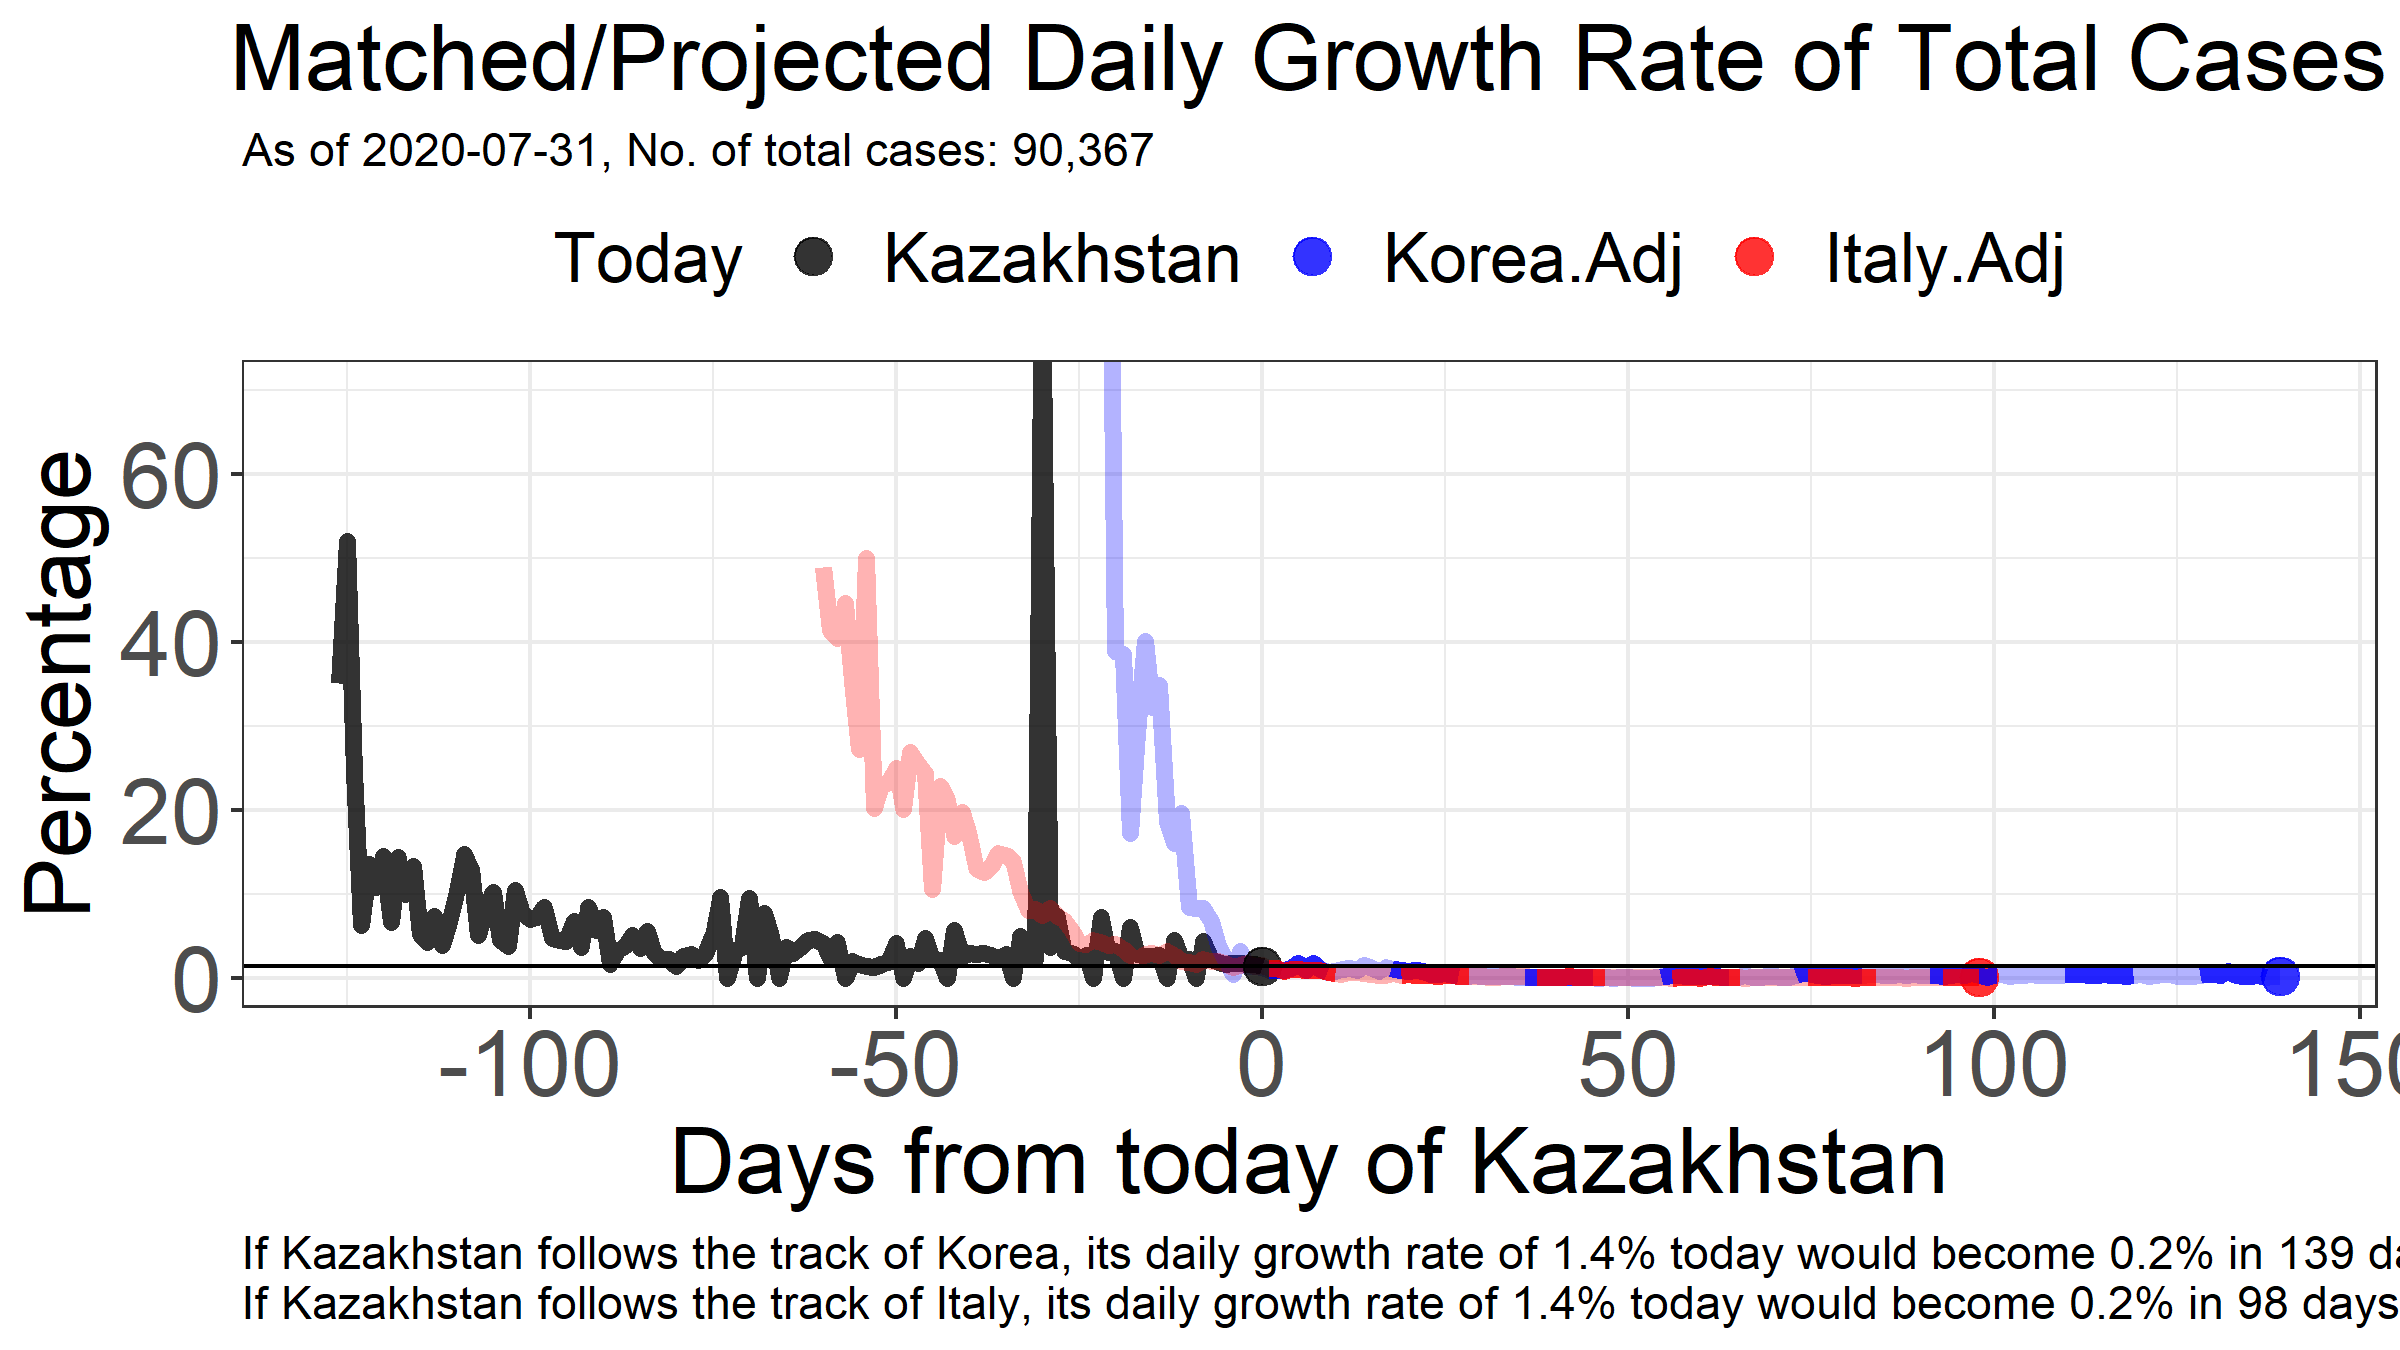 Matched/Projected Daily Growth Rate of Total Cases
As of 2020-07-31, No. of total cases: 90,367
Today Kazakhstan Korea.Adj Italy.Adj
Percentage
60
40
20
0
-100 -50 0 50 100 150
Days from today of Kazakhstan
If Kazakhstan follows the track of Korea, its daily growth rate of 1.4% today would become 0.2% in 139
If Kazakhstan follows the track of Italy, its daily growth rate of 1.4% today would become 0.2% in 98 days